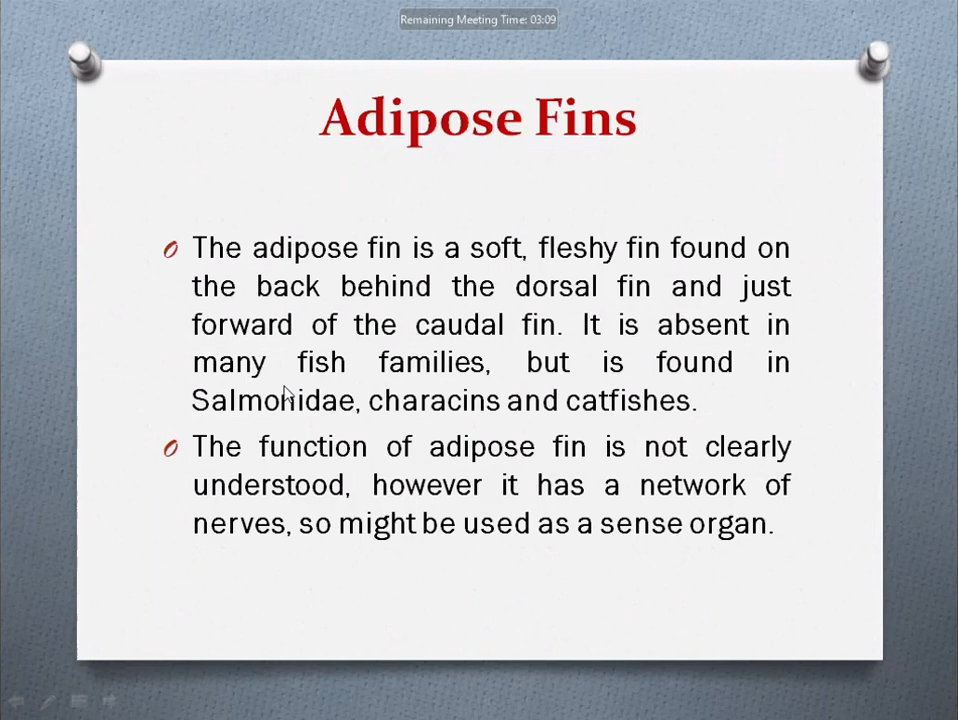 Remaining Meeting Time: 03:09
Adipose Fins
The adipose fin is a soft, fleshy fin found on
the back behind the dorsal fin and just
forward of the caudal fin. It is absent in
many fish families, but is found in
Salmonidae, characins and catfishes.
The function of adipose fin is not clearly
understood, however it has a network of
nerves, so might be used as a sense organ.